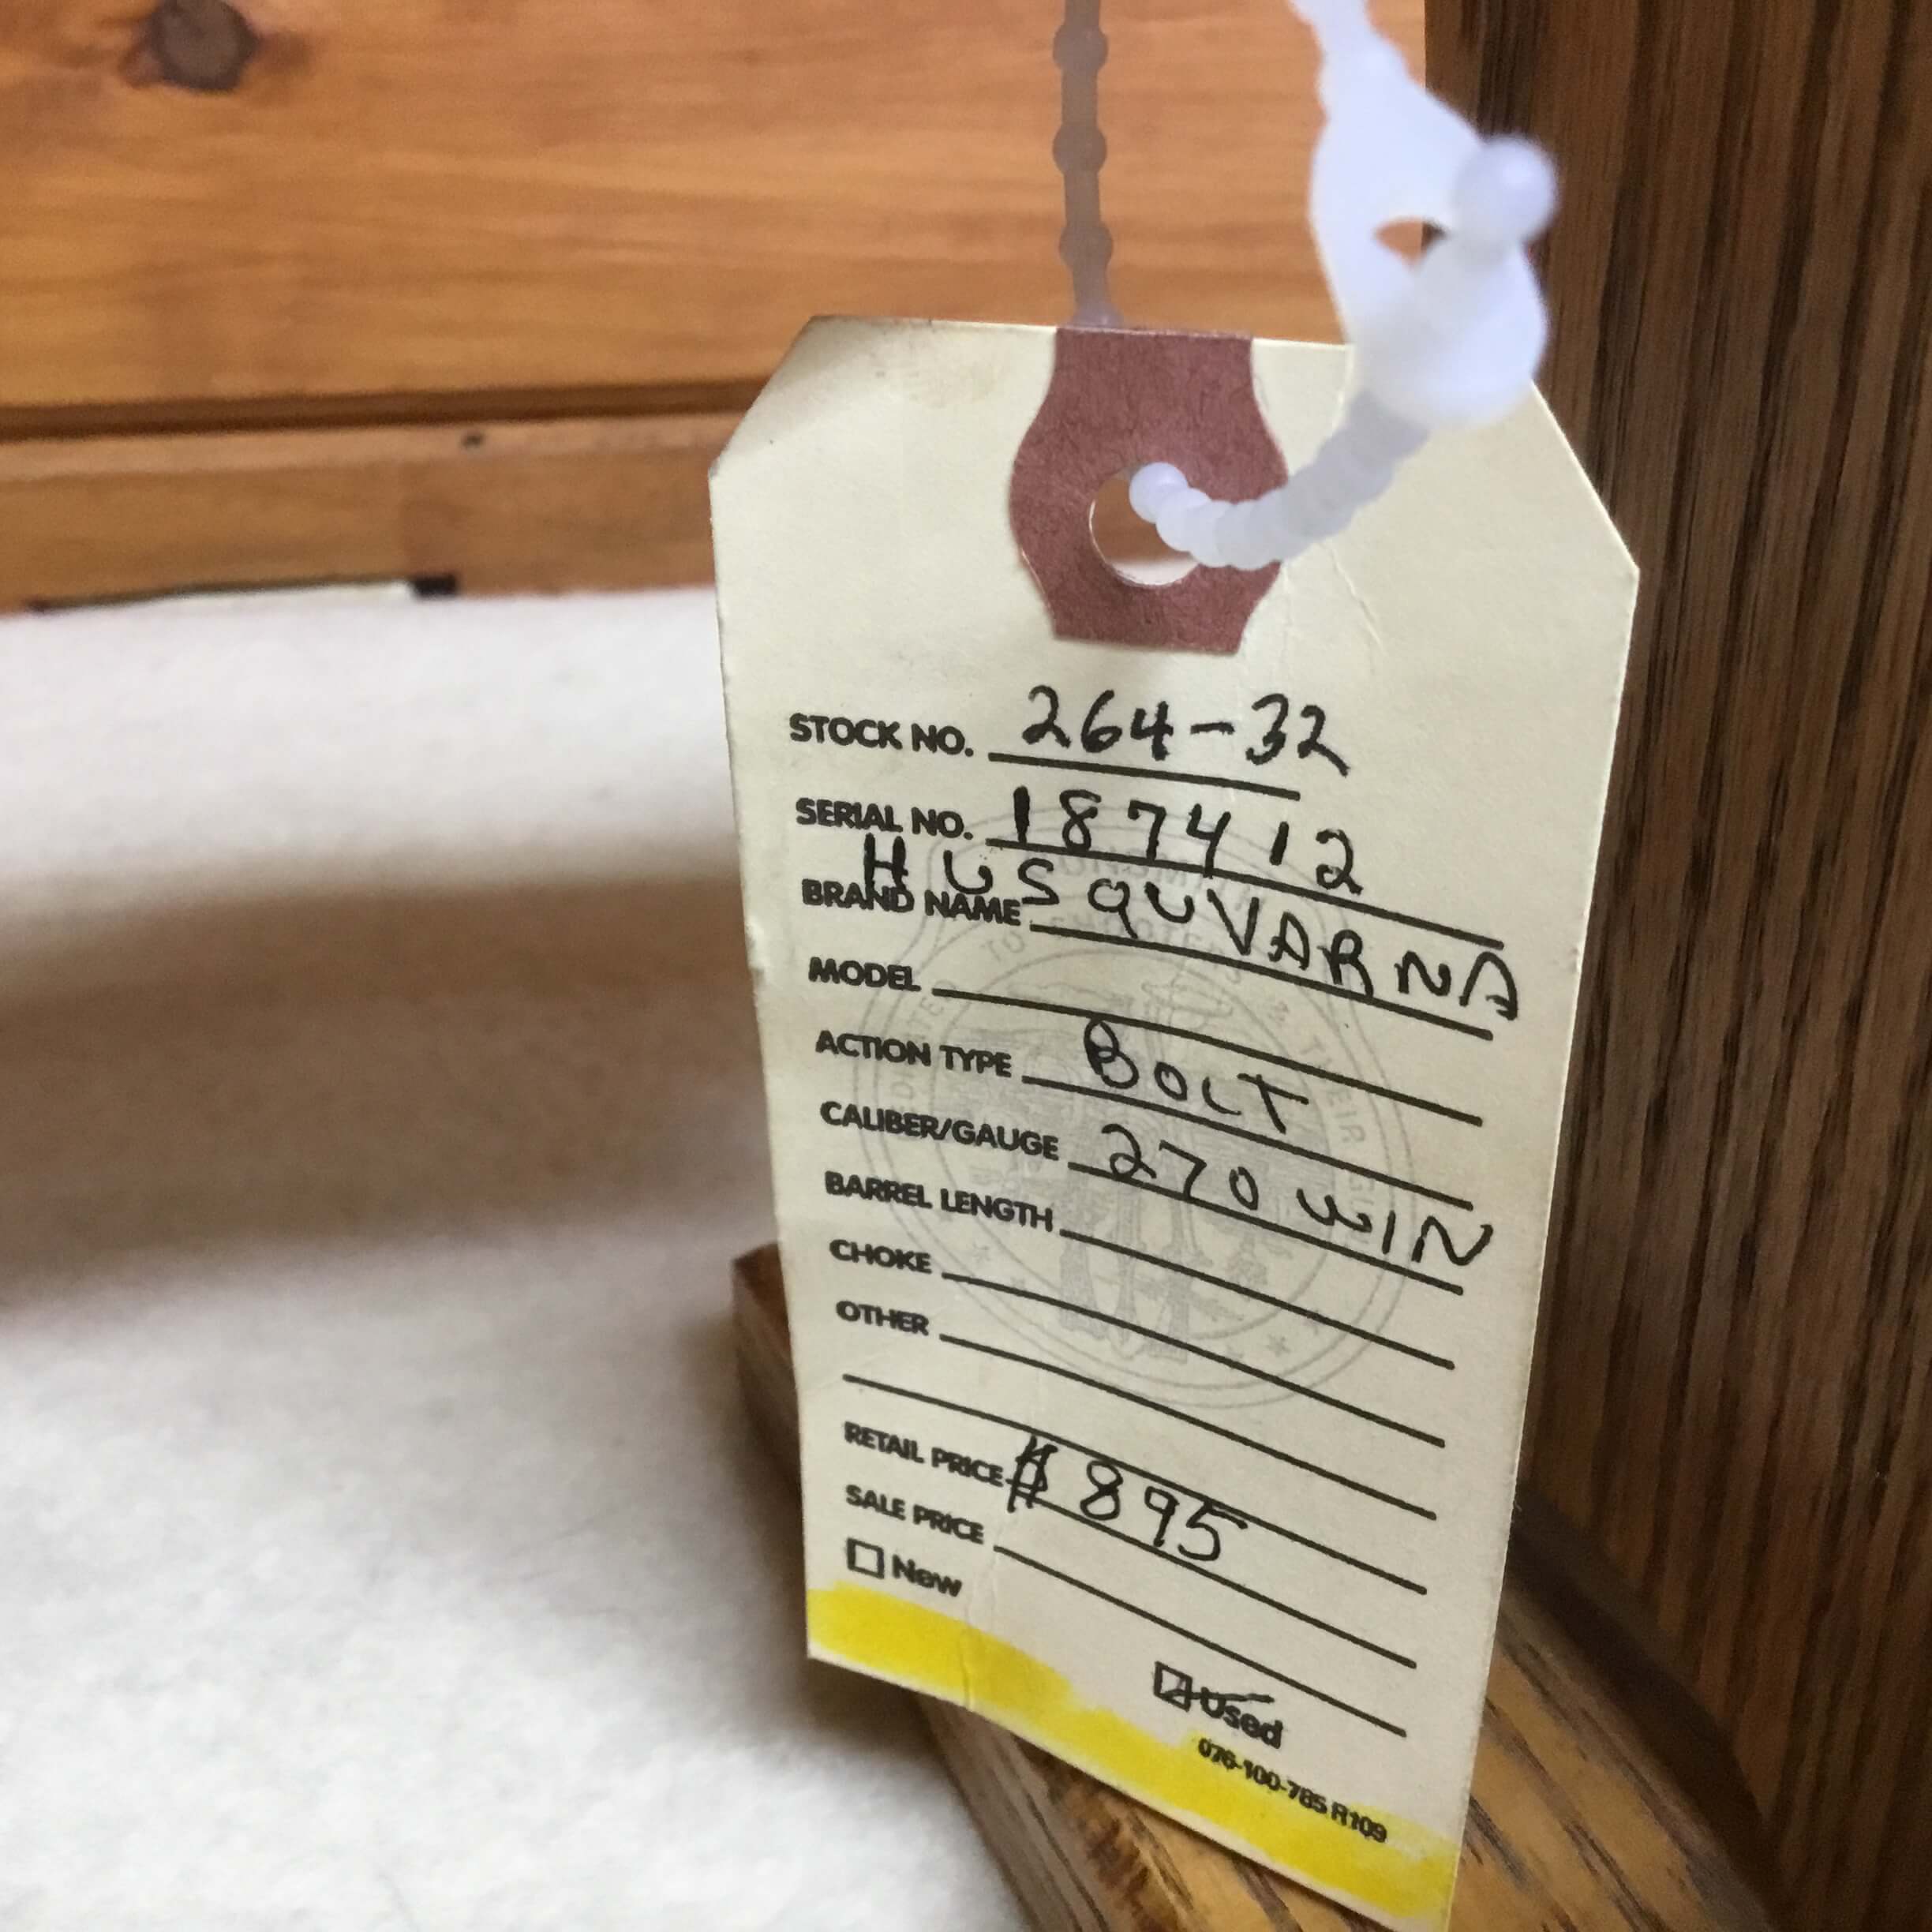 STOCK NO. 264-32
SERIAL NO. 187412
BRAND NAME HUSQUVARNA
MODEL
ACTION TYPE BOLT
CALIBER/GAUGE 270 WIN
BARREL LENGTH
CHOKE
OTHER
RETAIL PRICE $895
SALE PRICE
☐ New
☑ Used
076-100-785 R109